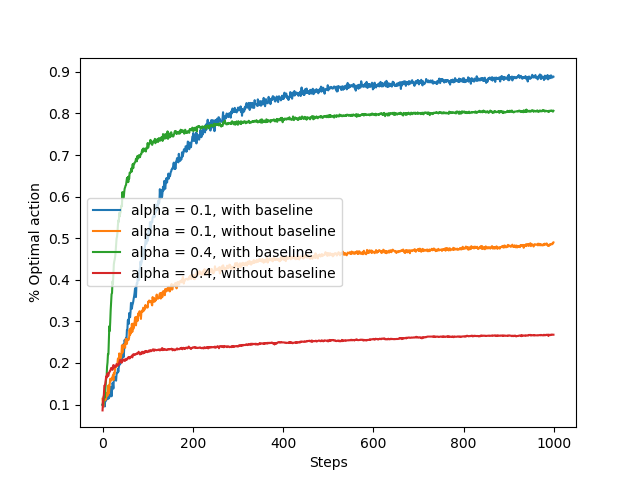 0.9
0.8
0.7
0.6
0.5
0.4
0.3
0.2
0.1
% Optimal action
alpha = 0.1, with baseline
alpha = 0.1, without baseline
alpha = 0.4, with baseline
alpha = 0.4, without baseline
0 200 400 600 800 1000
Steps